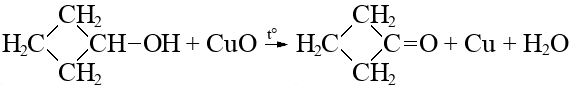 CH₂ CH₂
H₂C CH−OH + CuO t° → H₂C C=O + Cu + H₂O
CH₂ CH₂